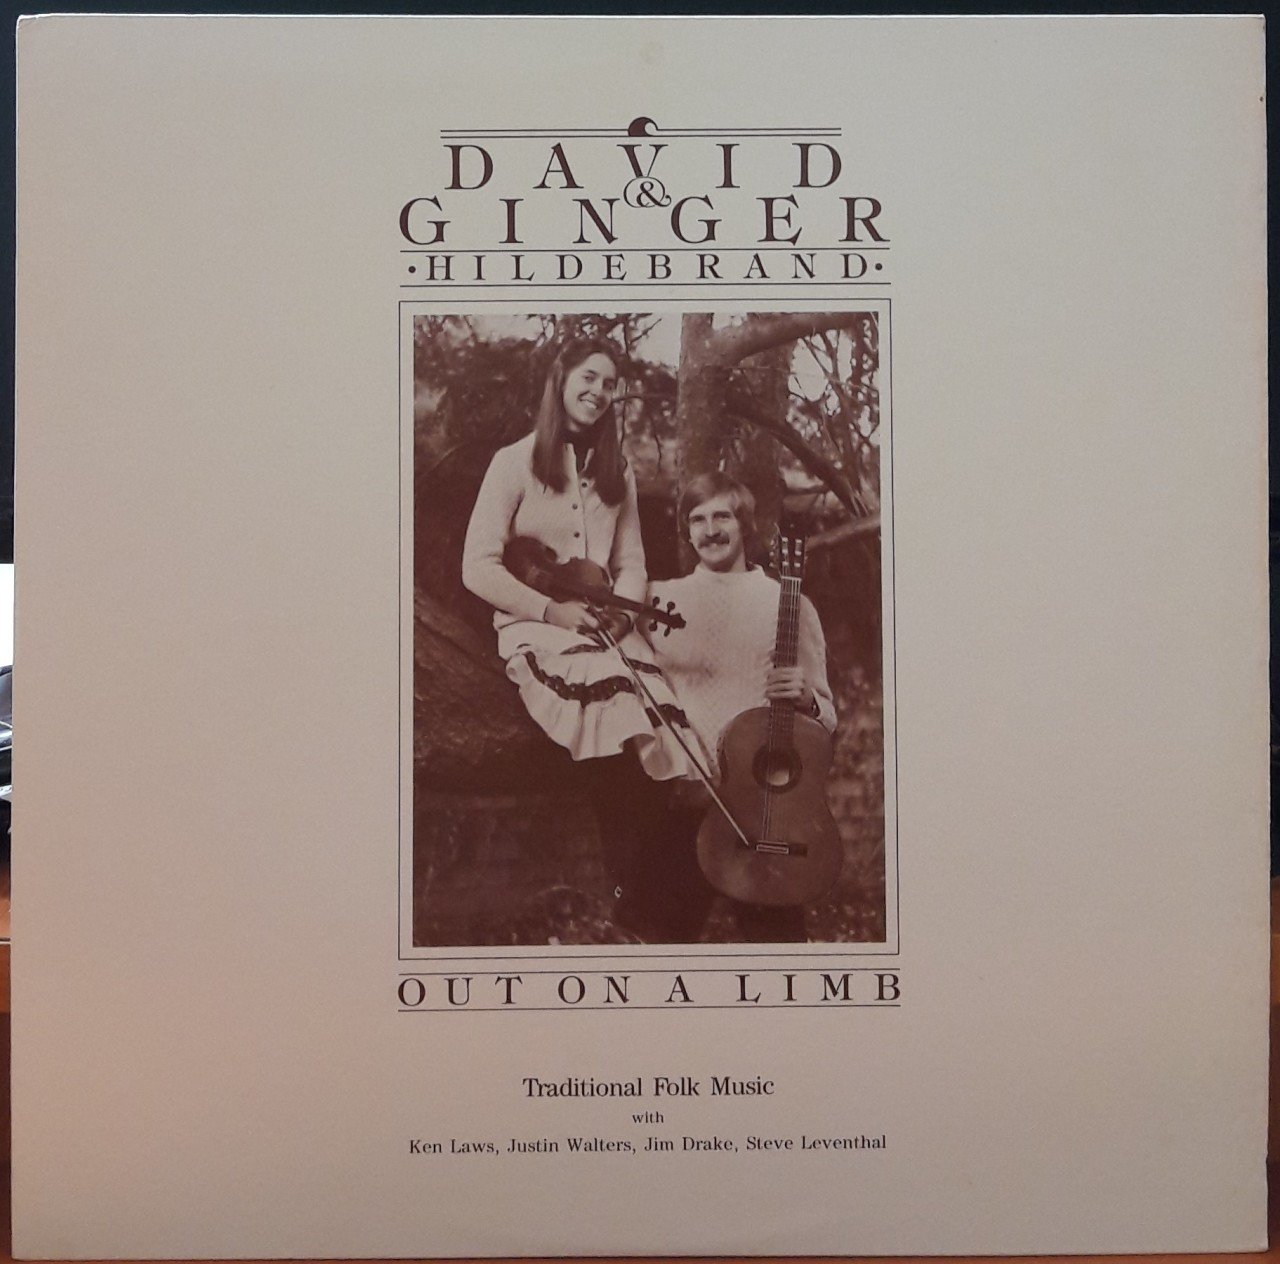 DAVID
&
GINGER
·HILDEBRAND·
OUT ON A LIMB
Traditional Folk Music
with
Ken Laws, Justin Walters, Jim Drake, Steve Leventhal